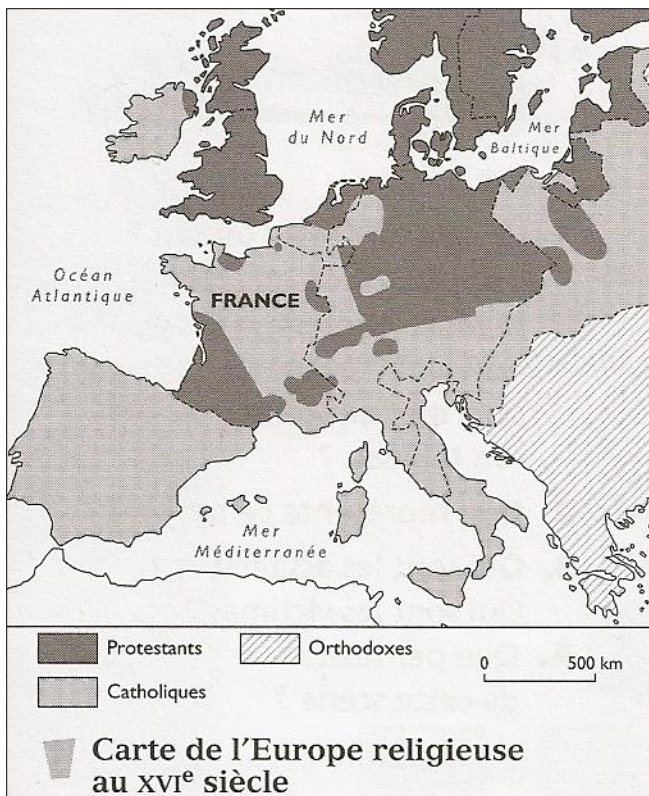 Mer
du Nord
Mer
Baltique
Océan
Atlantique
FRANCE
Mer
Méditerranée
Protestants
Orthodoxes
Catholiques
0 500 km
Carte de l'Europe religieuse
au XVIe siècle